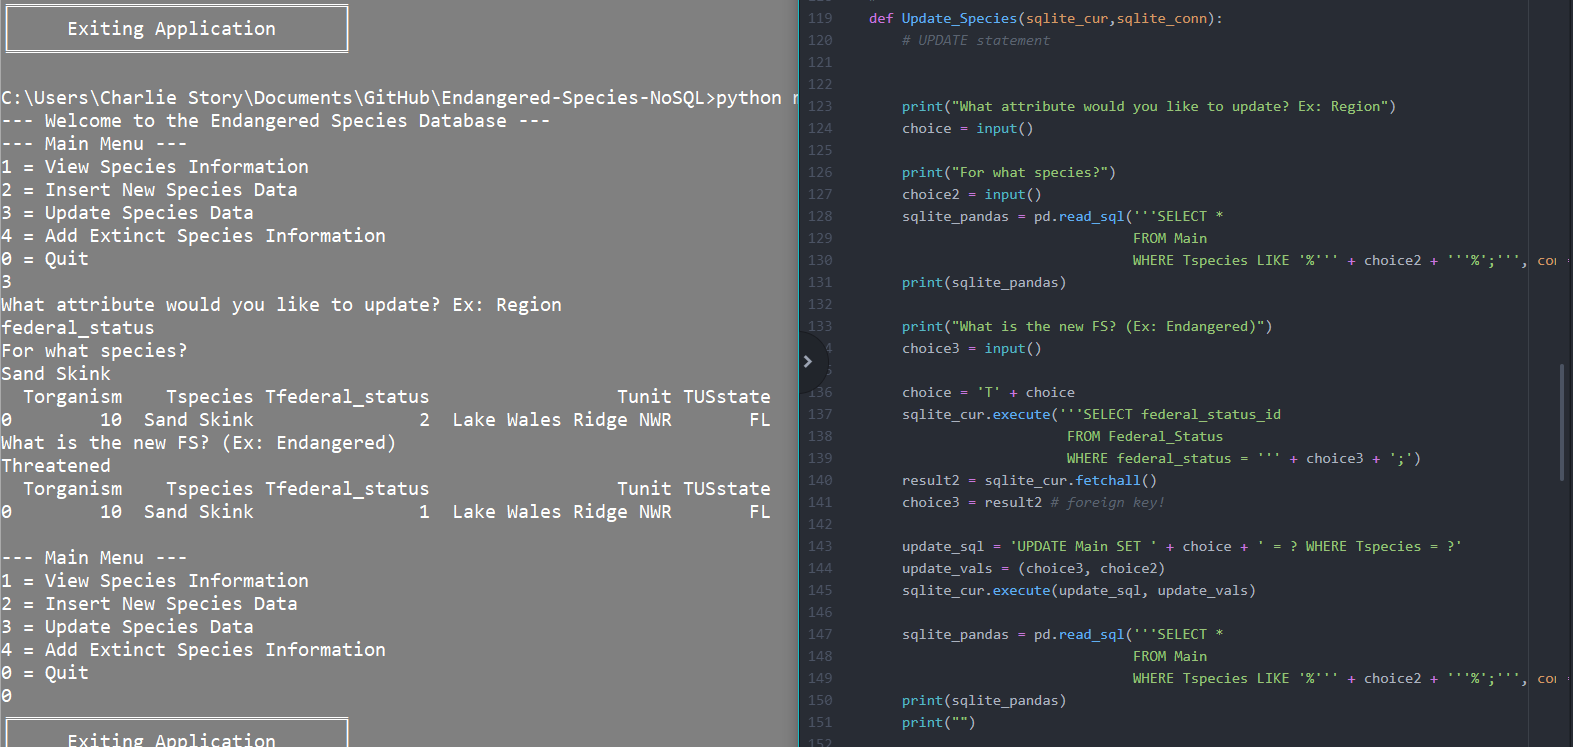 Exiting Application
C:\Users\Charlie Story\Documents\GitHub\Endangered-Species-NoSQL>python
--- Welcome to the Endangered Species Database ---
--- Main Menu ---
1 = View Species Information
2 = Insert New Species Data
3 = Update Species Data
4 = Add Extinct Species Information
0 = Quit
3
What attribute would you like to update? Ex: Region
federal_status
For what species?
Sand Skink
  Torganism    Tspecies Tfederal_status                 Tunit TUSstate
0        10  Sand Skink               2  Lake Wales Ridge NWR       FL
What is the new FS? (Ex: Endangered)
Threatened
  Torganism    Tspecies Tfederal_status                 Tunit TUSstate
0        10  Sand Skink               1  Lake Wales Ridge NWR       FL
--- Main Menu ---
1 = View Species Information
2 = Insert New Species Data
3 = Update Species Data
4 = Add Extinct Species Information
0 = Quit
0
Exiting Application
119 def Update_Species(sqlite_cur,sqlite_conn):
120 # UPDATE statement
121
122
123 print("What attribute would you like to update? Ex: Region")
124 choice = input()
125
126 print("For what species?")
127 choice2 = input()
128 sqlite_pandas = pd.read_sql('''SELECT *
129 FROM Main
130 WHERE Tspecies LIKE '%''' + choice2 + '''%';''',
131 print(sqlite_pandas)
132
133 print("What is the new FS? (Ex: Endangered)")
4 choice3 = input()
5
136 choice = 'T' + choice
137 sqlite_cur.execute('''SELECT federal_status_id
138 FROM Federal_Status
139 WHERE federal_status = ''' + choice3 + ';')
140 result2 = sqlite_cur.fetchall()
141 choice3 = result2 # foreign key!
142
143 update_sql = 'UPDATE Main SET ' + choice + ' = ? WHERE Tspecies = ?'
144 update_vals = (choice3, choice2)
145 sqlite_cur.execute(update_sql, update_vals)
146
147 sqlite_pandas = pd.read_sql('''SELECT *
148 FROM Main
149 WHERE Tspecies LIKE '%''' + choice2 + '''%';''',
150 print(sqlite_pandas)
151 print("")
152